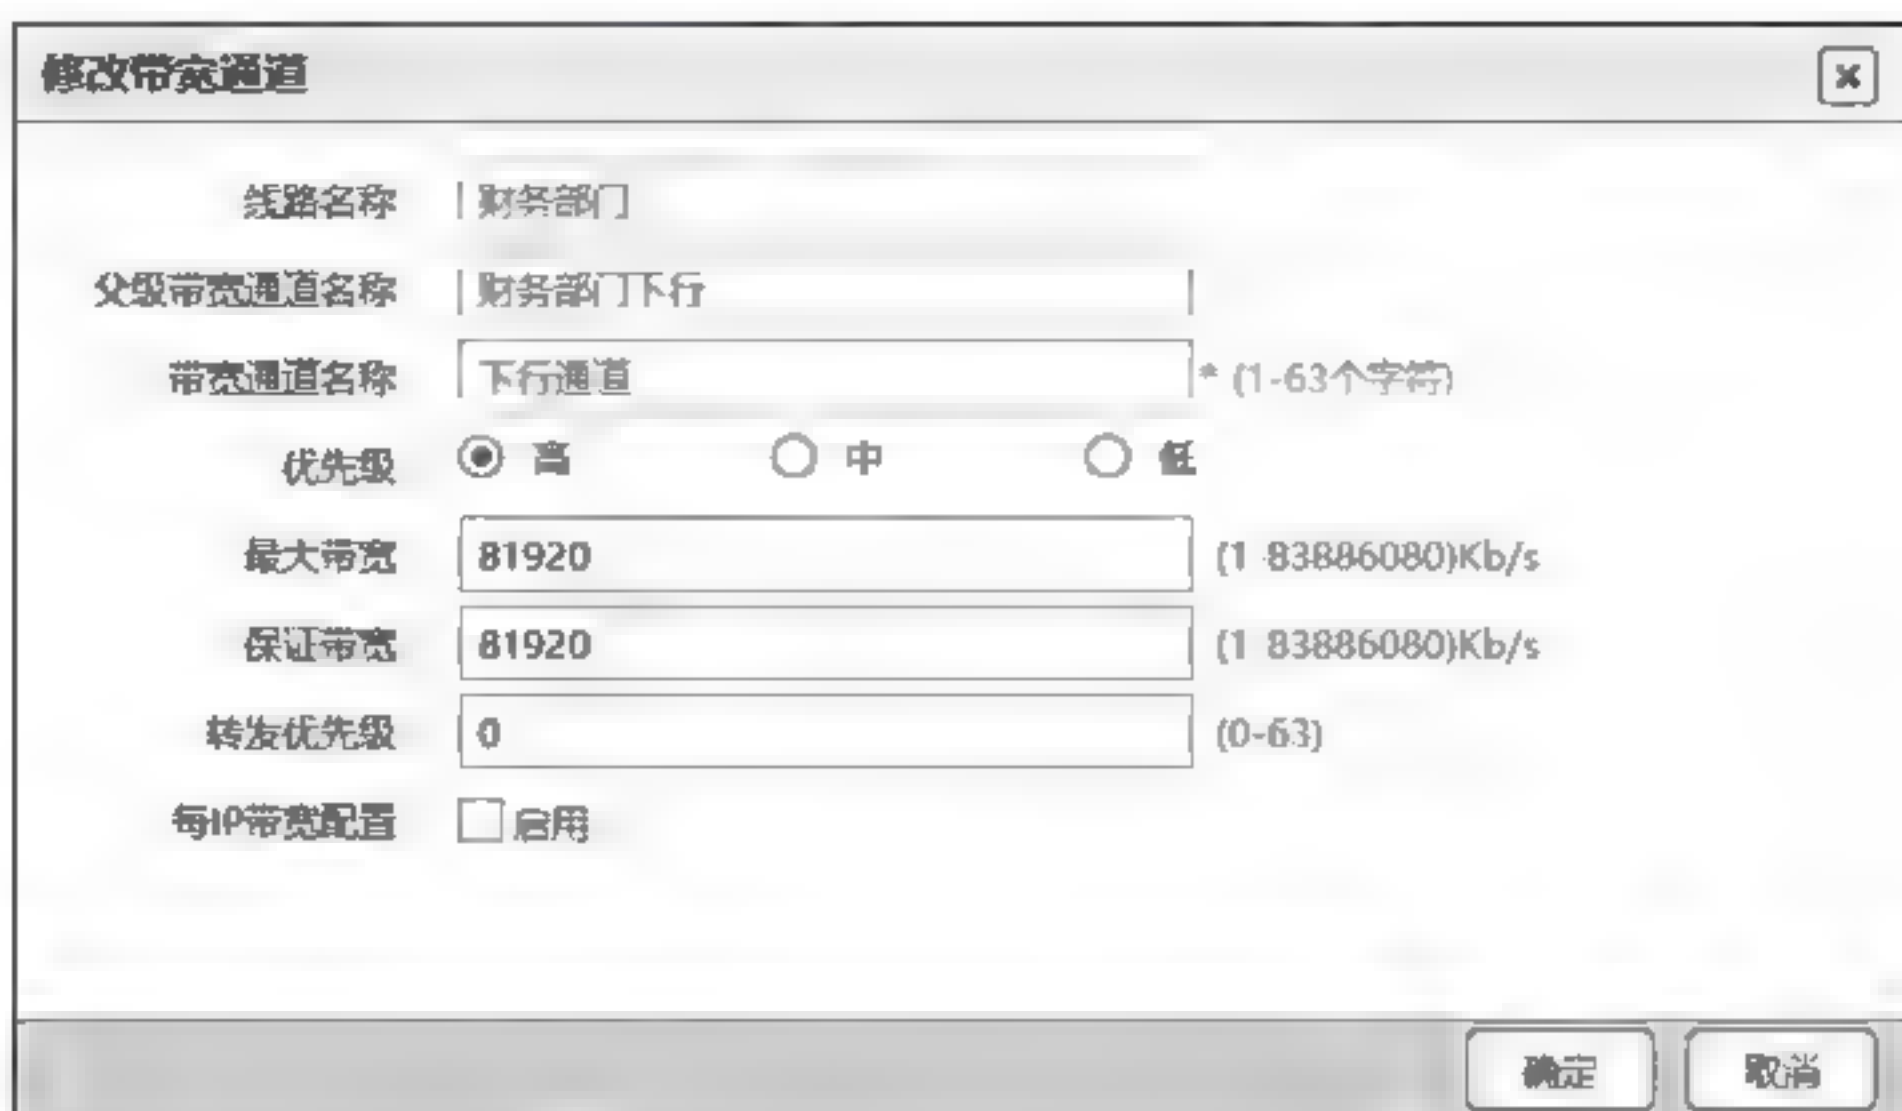 修改带宽通道
线路名称 财务部门
父级带宽通道名称 财务部门下行
带宽通道名称 下行通道 * (1-63个字符)
优先级 高 中 低
最大带宽 81920 (1-83886080)Kb/s
保证带宽 81920 (1-83886080)Kb/s
转发优先级 0 (0-63)
每IP带宽配置 启用
确定 取消